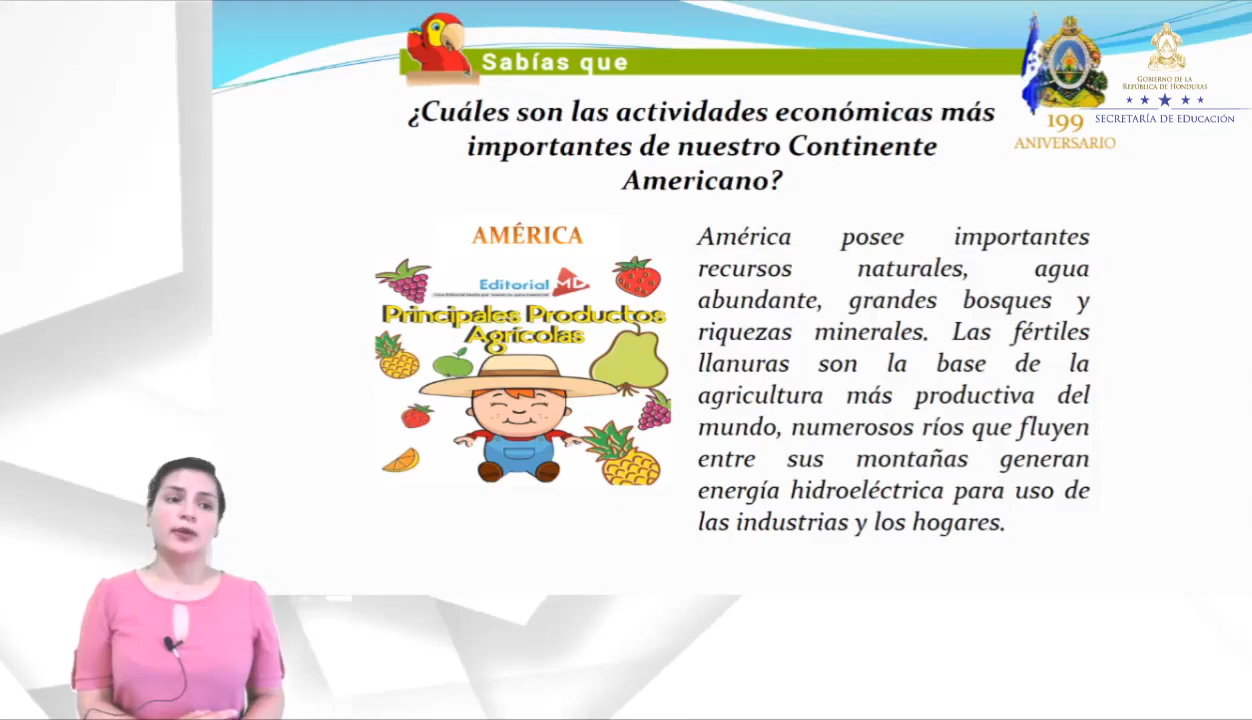 Sabías que
GOBIERNO DE LA
REPÚBLICA DE HONDURAS
SECRETARÍA DE EDUCACIÓN
199
ANIVERSARIO
¿Cuáles son las actividades económicas más
importantes de nuestro Continente
Americano?
AMÉRICA
Editorial MD
Principales Productos
Agrícolas
América posee importantes
recursos naturales, agua
abundante, grandes bosques y
riquezas minerales. Las fértiles
llanuras son la base de la
agricultura más productiva del
mundo, numerosos ríos que fluyen
entre sus montañas generan
energía hidroeléctrica para uso de
las industrias y los hogares.